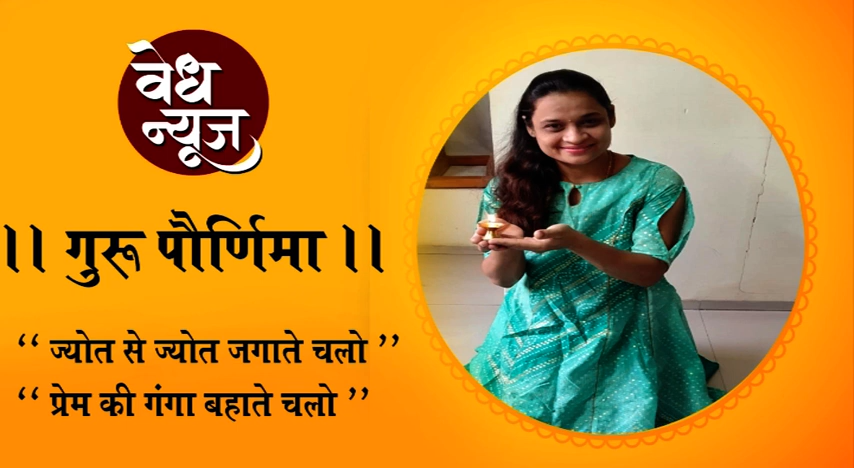 वेध
न्यूज
।। गुरू पौर्णिमा ।।
“ ज्योत से ज्योत जगाते चलो ”
“ प्रेम की गंगा बहाते चलो ”